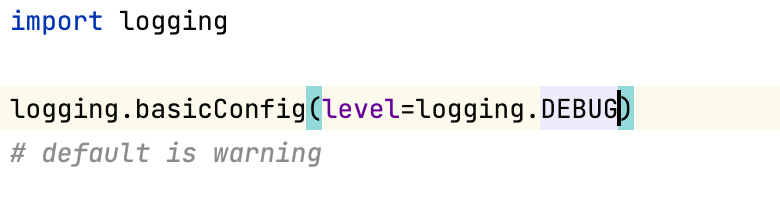 import logging
logging.basicConfig(level=logging.DEBUG)
# default is warning